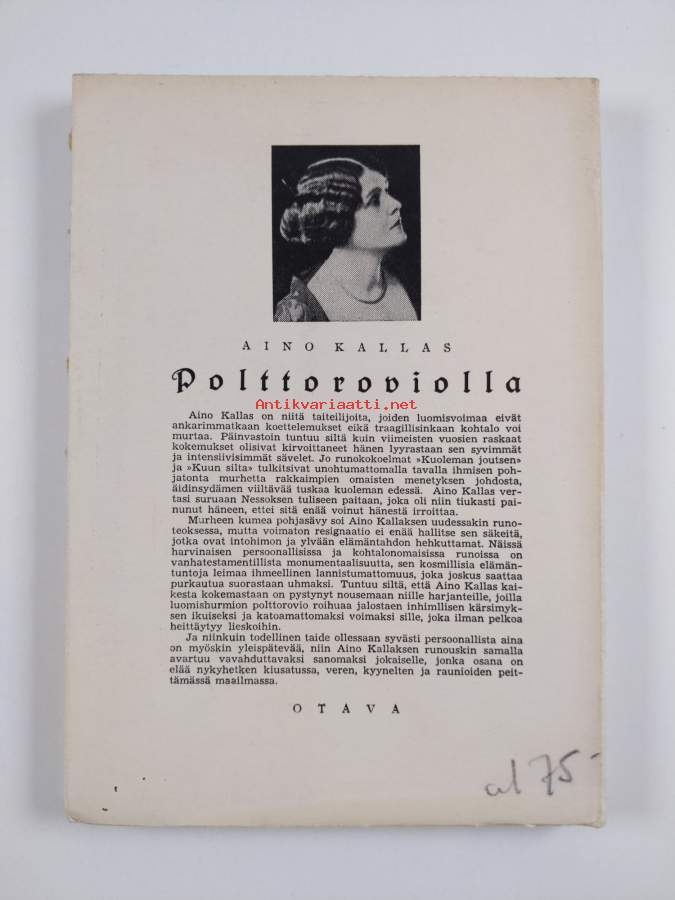 AINO KALLAS
Polttoroviolla
Antikvariaatti.net
Aino Kallas on niitä taiteilijoita, joiden luomisvoimaa eivät
ankarimmatkaan koettelemukset eikä traagillisinkaan kohtalo voi
murtaa. Päinvastoin tuntuu siltä kuin viimeisten vuosien raskaat
kokemukset olisivat kirvoittaneet hänen lyyrastaan sen syvimmät
ja intensiivisimmät sävelet. Jo runokokoelmat »Kuoleman joutsen»
ja »Kuun silta» tulkitsivat unohtumattomalla tavalla ihmisen poh-
jatonta murhetta rakkaimpien omaisten menetyksen johdosta,
äidinsydämen viiltävää tuskaa kuoleman edessä. Aino Kallas ver-
tasi suruaan Nessoksen tuliseen paitaan, joka oli niin tiukasti pai-
nunut häneen, ettei sitä enää voinut hänestä irroittaa.
Murheen kumea pohjasävy soi Aino Kallaksen uudessakin runo-
teoksessa, mutta voimaton resignaatio ei enää hallitse sen säkeitä,
jotka ovat intohimon ja ylvään elämäntahdon hehkuttamat. Näissä
harvinaisen persoonallisissa ja kohtalonomaisissa runoissa on
vanhatestamentillista monumentaalisuutta, sen kosmillisia elämän-
tuntoja leimaa ihmeellinen lannistumattomuus, joka joskus saattaa
purkautua suorastaan uhmaksi. Tuntuu siltä, että Aino Kallas kai-
kesta kokemastaan on pystynyt nousemaan niille harjanteille, joilla
luomishurmion polttorovio roihuaa jalostaen inhimillisen kärsimyk-
sen ikuiseksi ja katoamattomaksi voimaksi sille, joka ilman pelkoa
heittäytyy lieskoihin.
Ja niinkuin todellinen taide ollessaan syvästi persoonallista aina
on myöskin yleispätevää, niin Aino Kallaksen runouskin samalla
avartuu vavahduttavaksi sanomaksi jokaiselle, jonka osana on
elää nykyhetken kiusatussa, veren, kyynelten ja raunioiden peit-
tämässä maailmassa.
OTAVA
al 75-